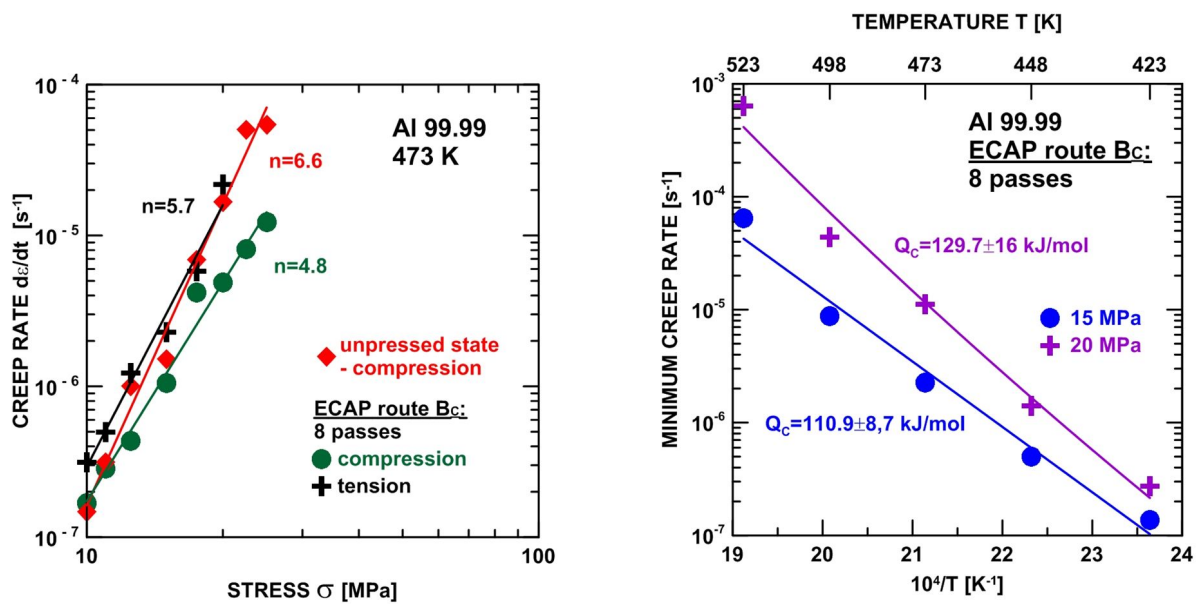 CREEP RATE dε/dt [s⁻¹]
10⁻⁴
10⁻⁵
10⁻⁶
10⁻⁷
Al 99.99
473 K
n=6.6
n=5.7
n=4.8
unpressed state
- compression
ECAP route Bc:
8 passes
compression
tension
10
100
STRESS σ [MPa]
TEMPERATURE T [K]
523 498 473 448 423
MINIMUM CREEP RATE [s⁻¹]
10⁻³
10⁻⁴
10⁻⁵
10⁻⁶
10⁻⁷
Al 99.99
ECAP route Bc:
8 passes
Qc=129.7±16 kJ/mol
15 MPa
20 MPa
Qc=110.9±8,7 kJ/mol
19 20 21 22 23 24
10⁴/T [K⁻¹]